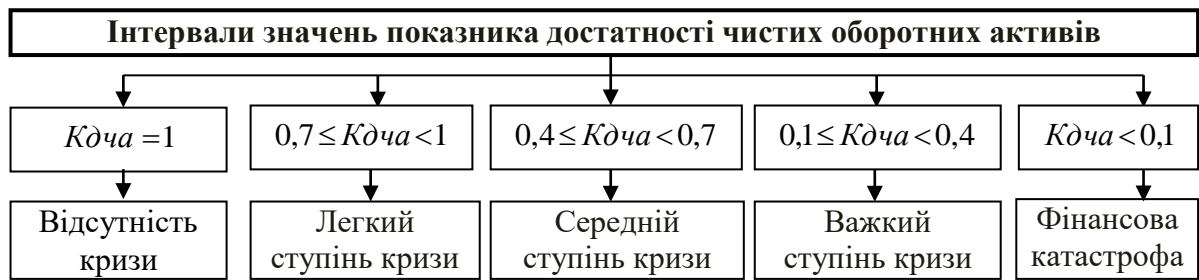 Інтервали значень показника достатності чистих оборотних активів
Кдча =1
0,7 ≤ Кдча <1
0,4 ≤ Кдча < 0,7
0,1 ≤ Кдча < 0,4
Кдча < 0,1
Відсутність
кризи
Легкий
ступінь кризи
Середній
ступінь кризи
Важкий
ступінь кризи
Фінансова
катастрофа